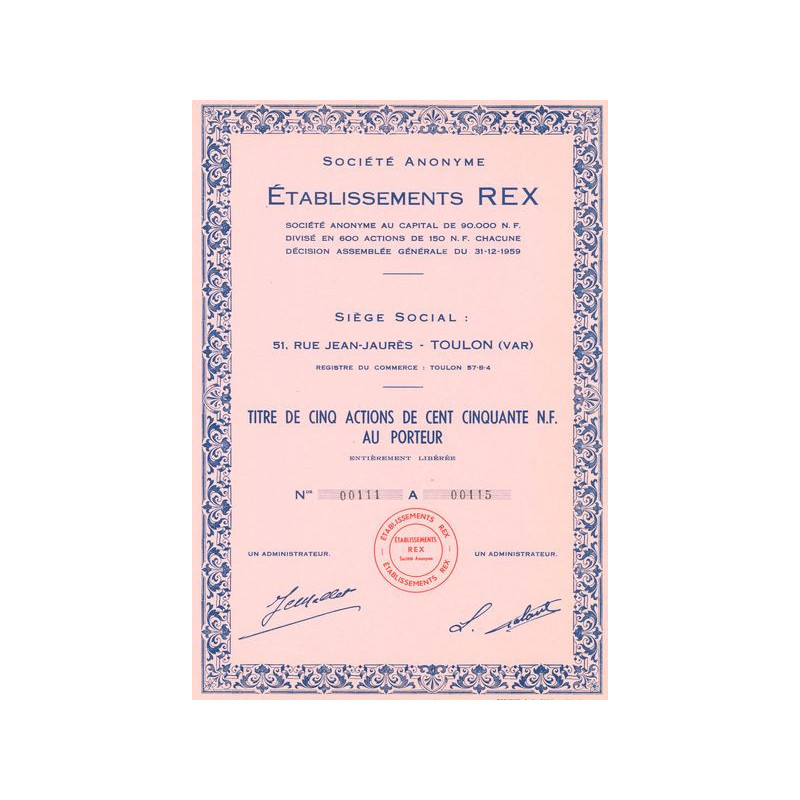 SOCIÉTÉ ANONYME
ÉTABLISSEMENTS REX
SOCIÉTÉ ANONYME AU CAPITAL DE 90.000 N. F.
DIVISÉ EN 600 ACTIONS DE 150 N. F. CHACUNE
DÉCISION ASSEMBLÉE GÉNÉRALE DU 31-12-1959
SIÈGE SOCIAL :
51, RUE JEAN-JAURÈS - TOULON (VAR)
REGISTRE DU COMMERCE : TOULON 57-B-4
TITRE DE CINQ ACTIONS DE CENT CINQUANTE N.F.
AU PORTEUR
ENTIÈREMENT LIBÉRÉE
Nos 00111 A 00115
ÉTABLISSEMENTS REX
ÉTABLISSEMENTS
REX
Société Anonyme
ÉTABLISSEMENTS REX
UN ADMINISTRATEUR. UN ADMINISTRATEUR.